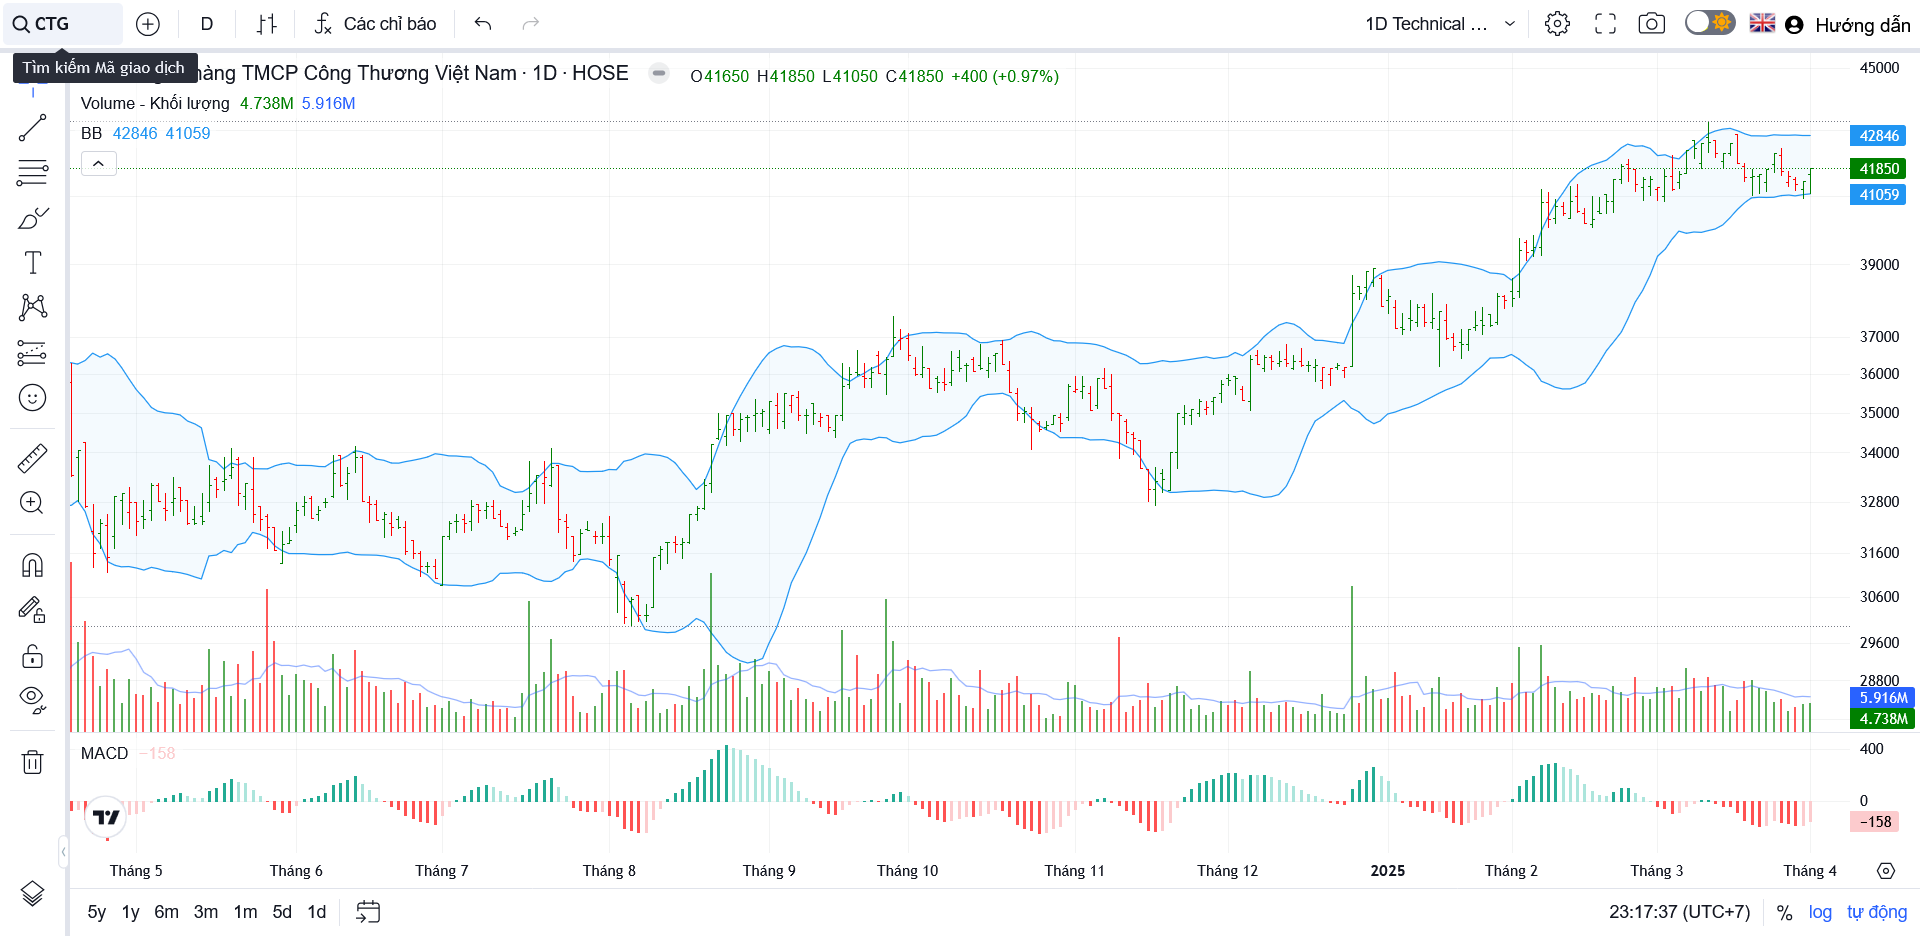 CTG
D
Các chỉ báo
1D Technical ...
Hướng dẫn
Tìm kiếm Mã giao dịch
hàng TMCP Công Thương Việt Nam · 1D · HOSE
O41650 H41850 L41050 C41850 +400 (+0.97%)
Volume - Khối lượng 4.738M 5.916M
BB 42846 41059
45000
42846
41850
41059
39000
37000
36000
35000
34000
32800
31600
30600
29600
28800
5.916M
4.738M
MACD −158
400
0
−158
Tháng 5 Tháng 6 Tháng 7 Tháng 8 Tháng 9 Tháng 10 Tháng 11 Tháng 12 2025 Tháng 2 Tháng 3 Tháng 4
5y 1y 6m 3m 1m 5d 1d
23:17:37 (UTC+7) % log tự động